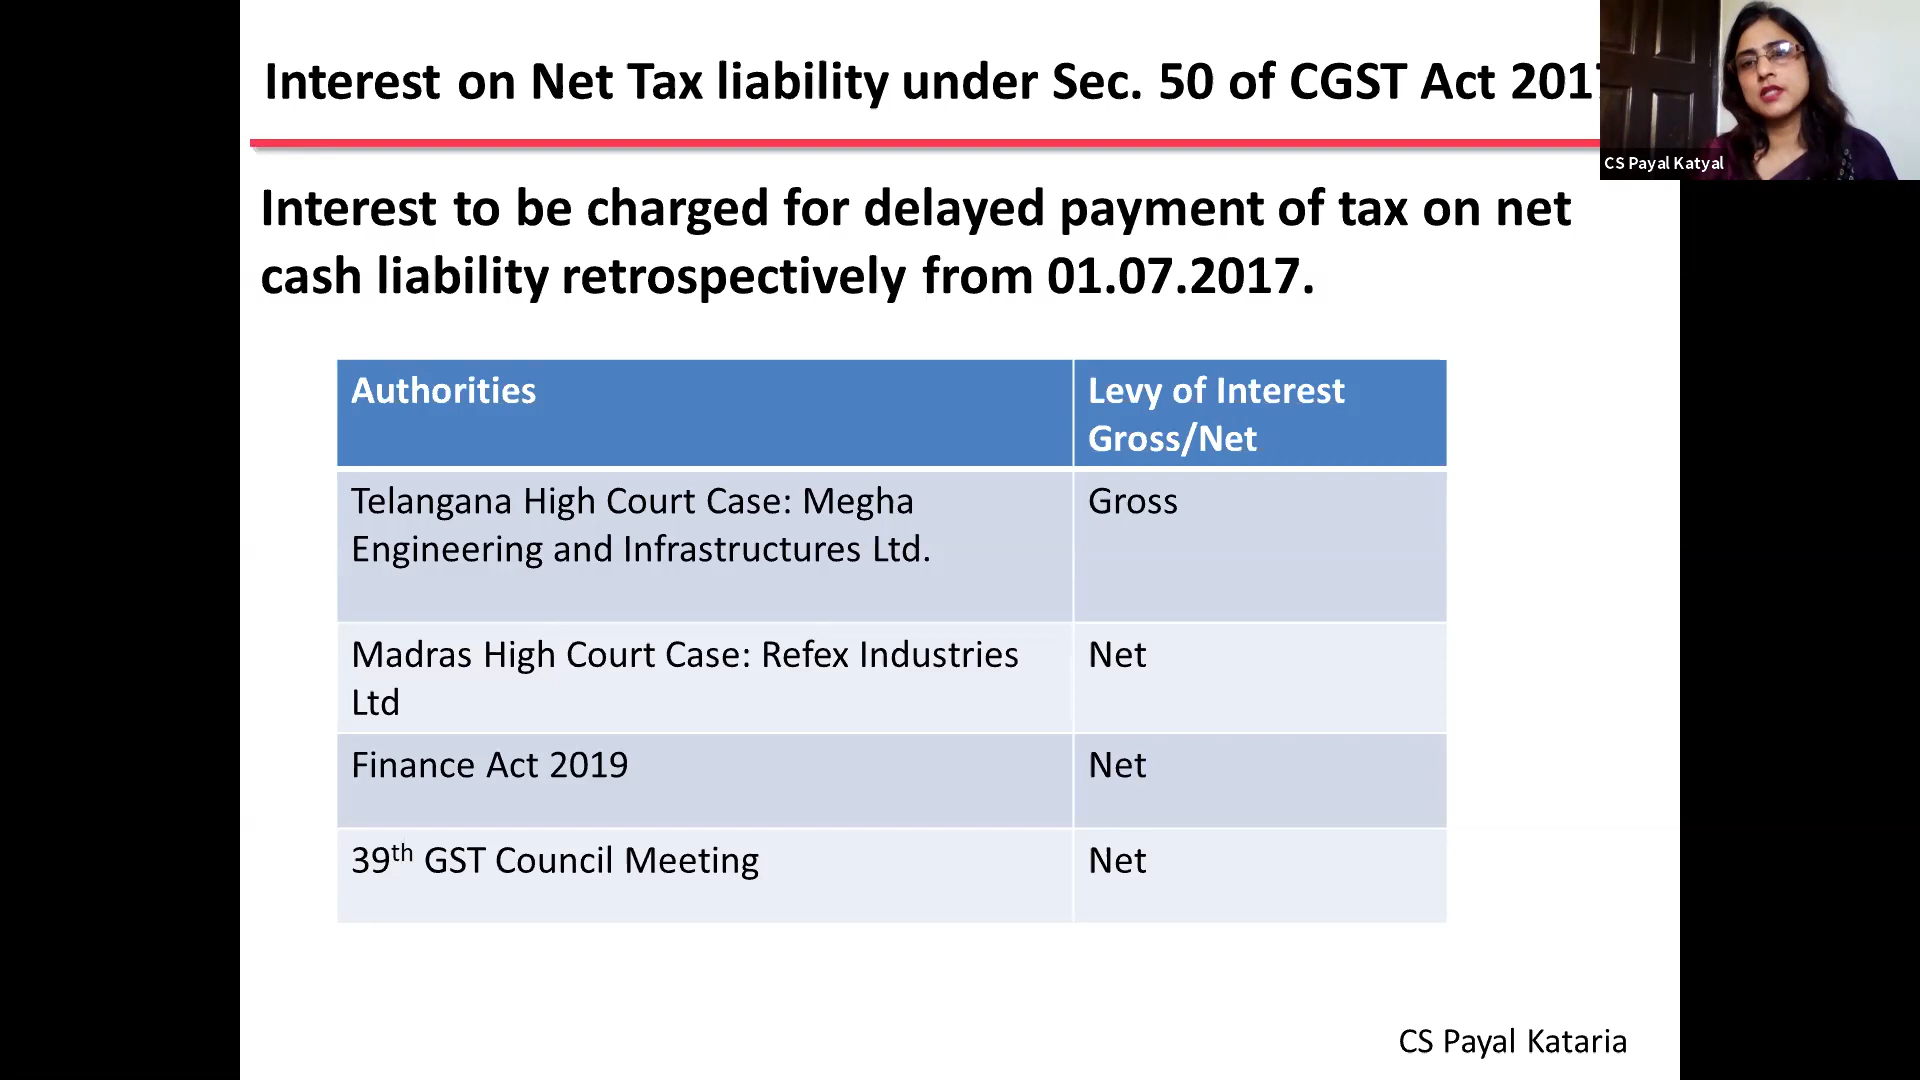 Interest on Net Tax liability under Sec. 50 of CGST Act 201
CS Payal Katyal
Interest to be charged for delayed payment of tax on net
cash liability retrospectively from 01.07.2017.
Authorities
Levy of Interest
Gross/Net
Telangana High Court Case: Megha
Engineering and Infrastructures Ltd.
Gross
Madras High Court Case: Refex Industries
Ltd
Net
Finance Act 2019
Net
39th GST Council Meeting
Net
CS Payal Kataria